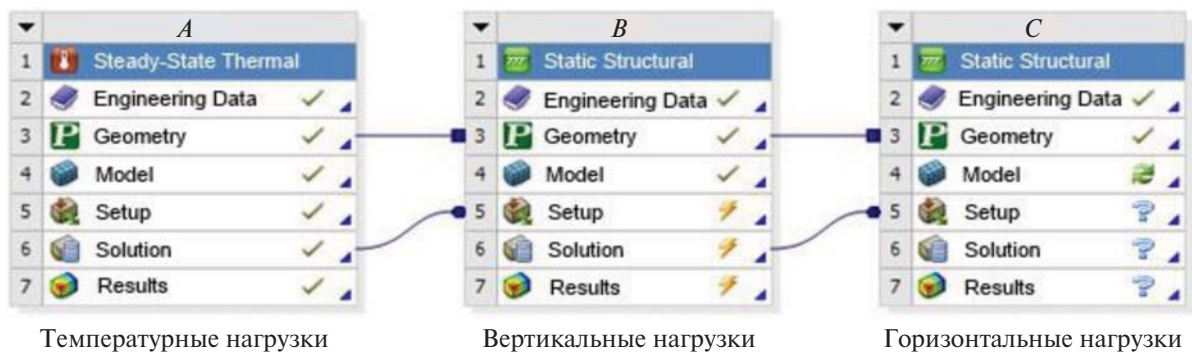 A
1 Steady-State Thermal
2 Engineering Data
3 Geometry
4 Model
5 Setup
6 Solution
7 Results
Температурные нагрузки
B
1 Static Structural
2 Engineering Data
3 Geometry
4 Model
5 Setup
6 Solution
7 Results
Вертикальные нагрузки
C
1 Static Structural
2 Engineering Data
3 Geometry
4 Model
5 Setup
6 Solution
7 Results
Горизонтальные нагрузки